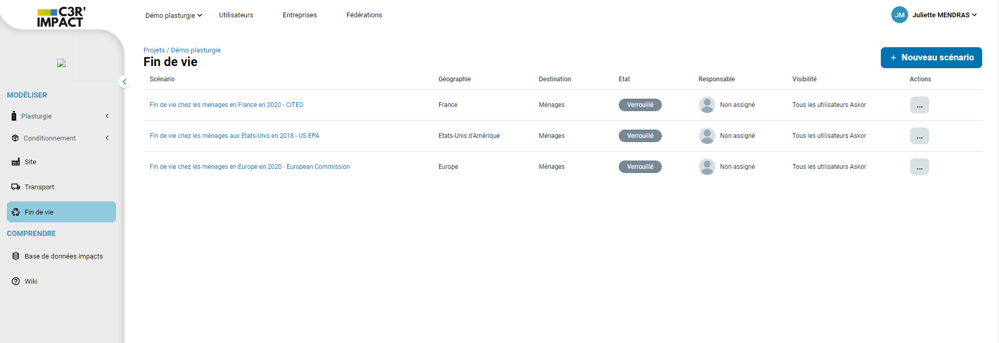 C3R'
IMPACT
Démo plasturgie
Utilisateurs
Entreprises
Fédérations
JM
Juliette MENDRAS
MODÉLISER
Plasturgie
Conditionnement
Site
Transport
Fin de vie
COMPRENDRE
Base de données impacts
Wiki
Projets / Démo plasturgie
Fin de vie
+ Nouveau scénario
Scénario Géographie Destination Etat Responsable Visibilité Actions
Fin de vie chez les ménages en France en 2020 - CITEO France Ménages Verrouillé Non assigné Tous les utilisateurs Askor ...
Fin de vie chez les ménages aux Etats-Unis en 2018 - US EPA Etats-Unis d'Amérique Ménages Verrouillé Non assigné Tous les utilisateurs Askor ...
Fin de vie chez les ménages en Europe en 2020 - European Commission Europe Ménages Verrouillé Non assigné Tous les utilisateurs Askor ...